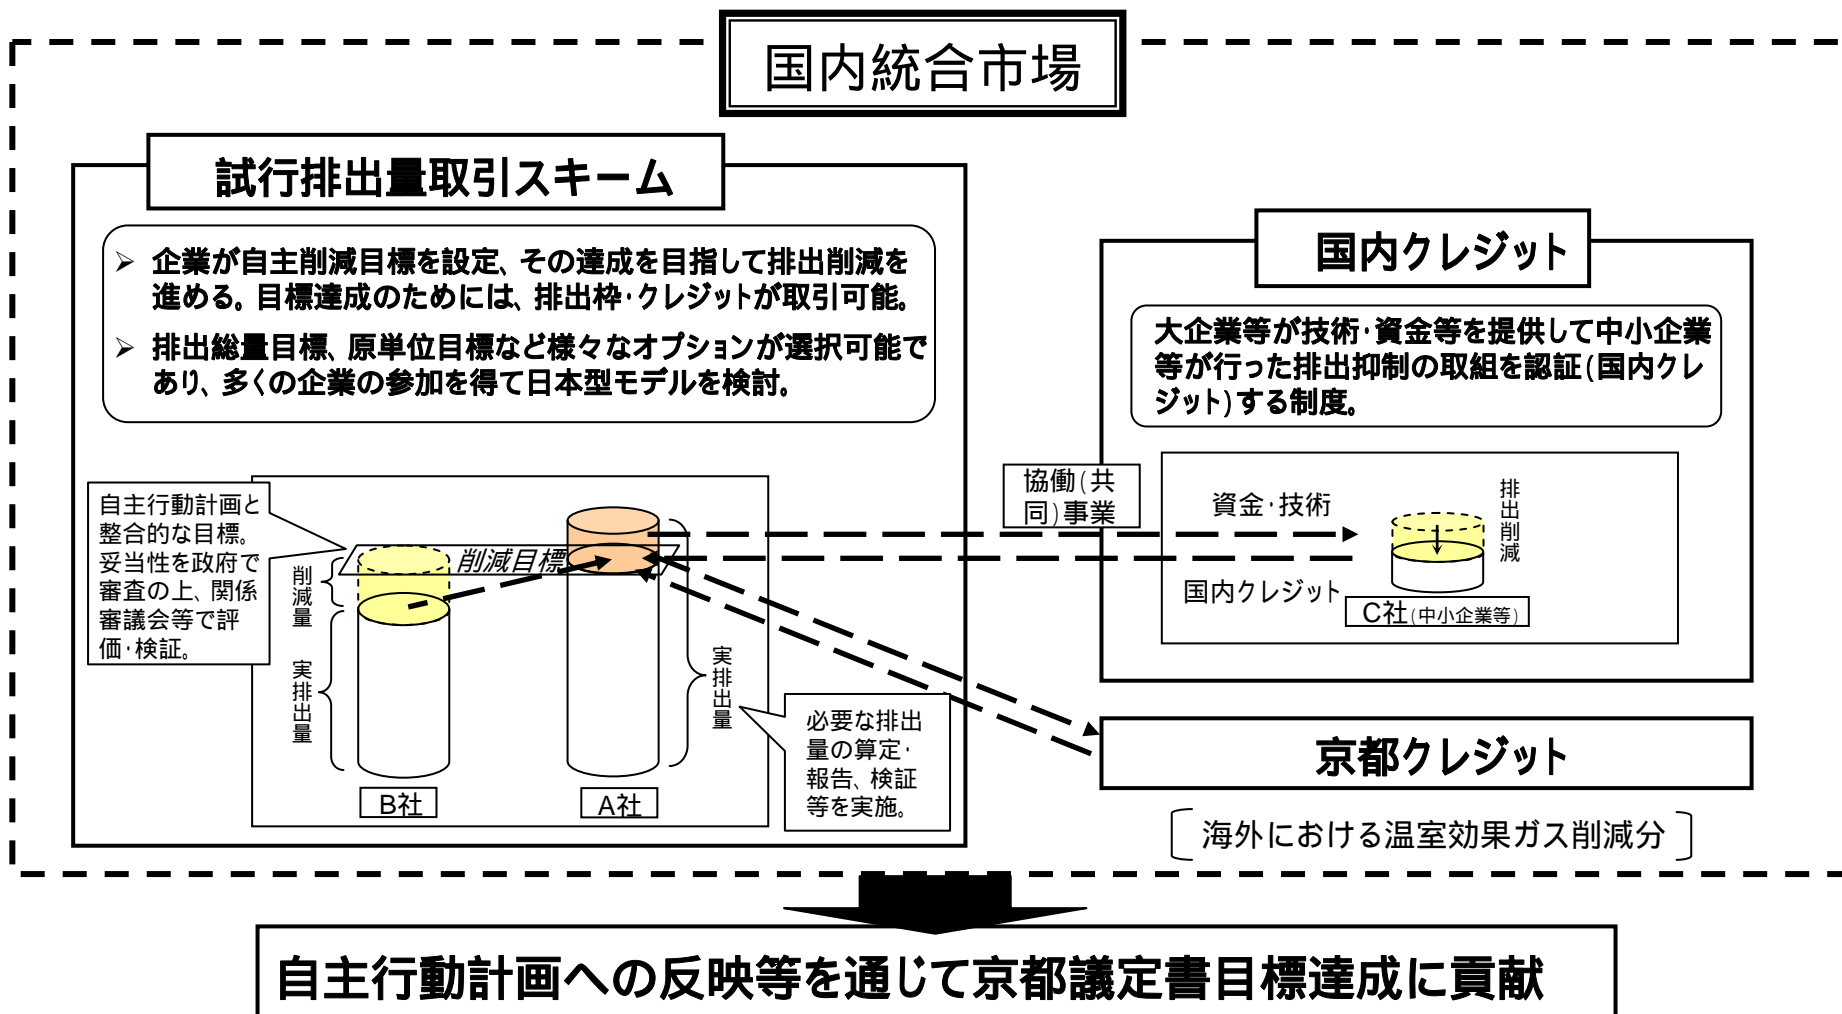 国内統合市場
試行排出量取引スキーム
➢ 企業が自主削減目標を設定、その達成を目指して排出削減を
進める。目標達成のためには、排出枠・クレジットが取引可能。
➢ 排出総量目標、原単位目標など様々なオプションが選択可能で
あり、多くの企業の参加を得て日本型モデルを検討。
自主行動計画と
整合的な目標。
妥当性を政府で
審査の上、関係
審議会等で評
価・検証。
削減目標
削減量
実排出量
実排出量
B社
A社
必要な排出
量の算定・
報告、検証
等を実施。
国内クレジット
大企業等が技術・資金等を提供して中小企業
等が行った排出抑制の取組を認証(国内クレ
ジット)する制度。
協働(共
同)事業
資金・技術
排出削減
国内クレジット
C社(中小企業等)
京都クレジット
海外における温室効果ガス削減分
自主行動計画への反映等を通じて京都議定書目標達成に貢献